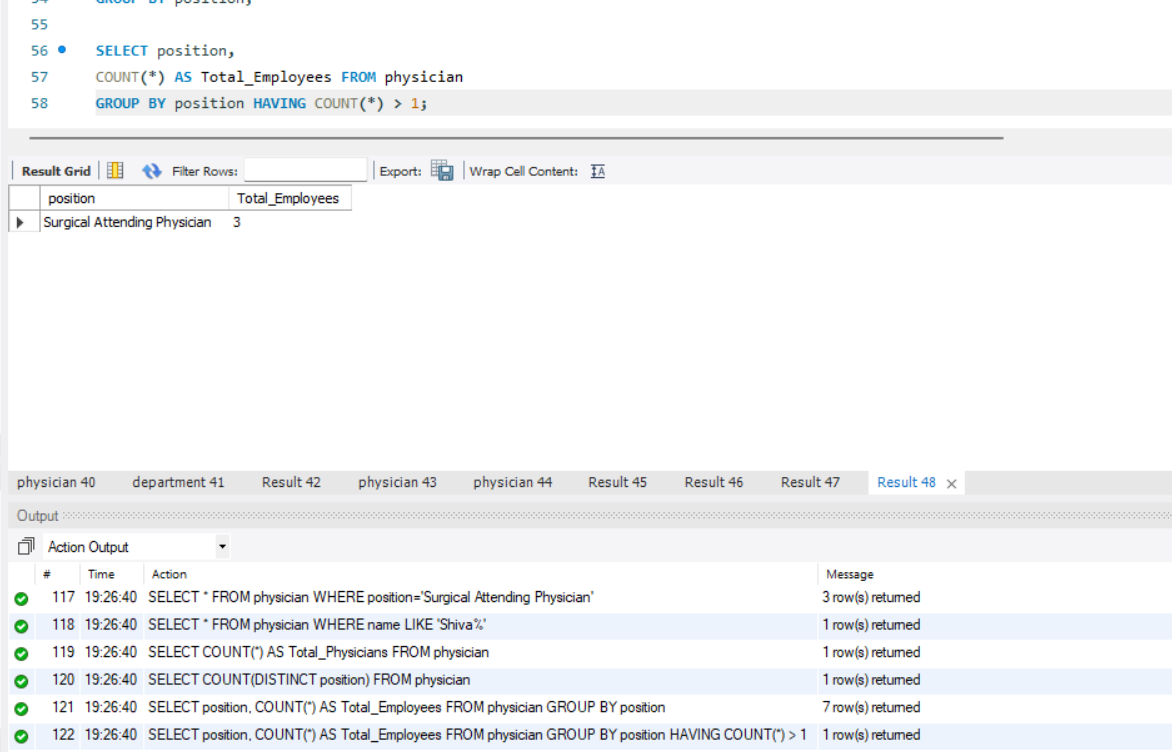 54 GROUP BY position;
55
56 SELECT position,
57 COUNT(*) AS Total_Employees FROM physician
58 GROUP BY position HAVING COUNT(*) > 1;
Result Grid Filter Rows: Export: Wrap Cell Content:
position Total_Employees
Surgical Attending Physician 3
physician 40 department 41 Result 42 physician 43 physician 44 Result 45 Result 46 Result 47 Result 48
Output
Action Output
# Time Action Message
117 19:26:40 SELECT * FROM physician WHERE position='Surgical Attending Physician' 3 row(s) returned
118 19:26:40 SELECT * FROM physician WHERE name LIKE 'Shiva%' 1 row(s) returned
119 19:26:40 SELECT COUNT(*) AS Total_Physicians FROM physician 1 row(s) returned
120 19:26:40 SELECT COUNT(DISTINCT position) FROM physician 1 row(s) returned
121 19:26:40 SELECT position, COUNT(*) AS Total_Employees FROM physician GROUP BY position 7 row(s) returned
122 19:26:40 SELECT position, COUNT(*) AS Total_Employees FROM physician GROUP BY position HAVING COUNT(*) > 1 1 row(s) returned